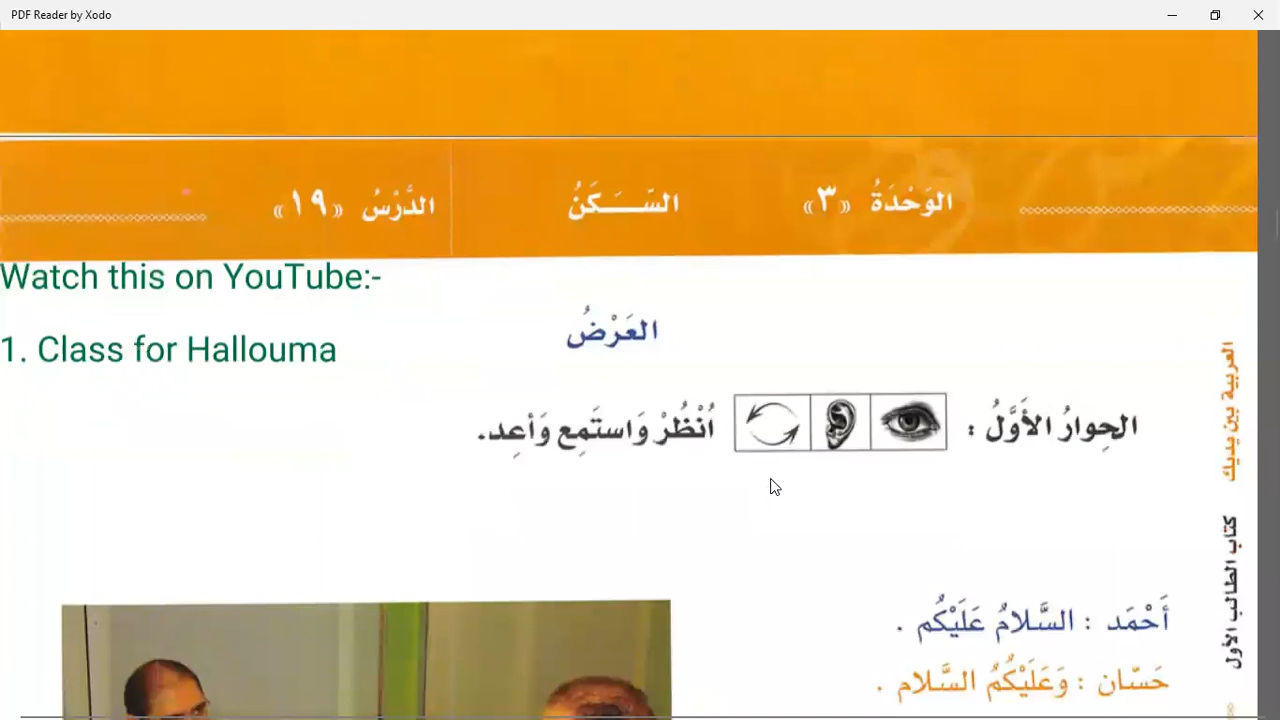 PDF Reader by Xodo
الوَحْدَةُ «٣» السَّـــكَنُ الدَّرْسُ «١٩»
Watch this on YouTube:-
العَرْضُ
1. Class for Hallouma
الحِوارُ الأَوَّلُ : اُنْظُرْ وَاستَمِع وَأعِد.
أَحْمَد : السَّلامُ عَلَيْكُم .
حَسّان : وَعَلَيْكُمُ السَّلام .
العربية بين يديك
كتاب الطالب الأول